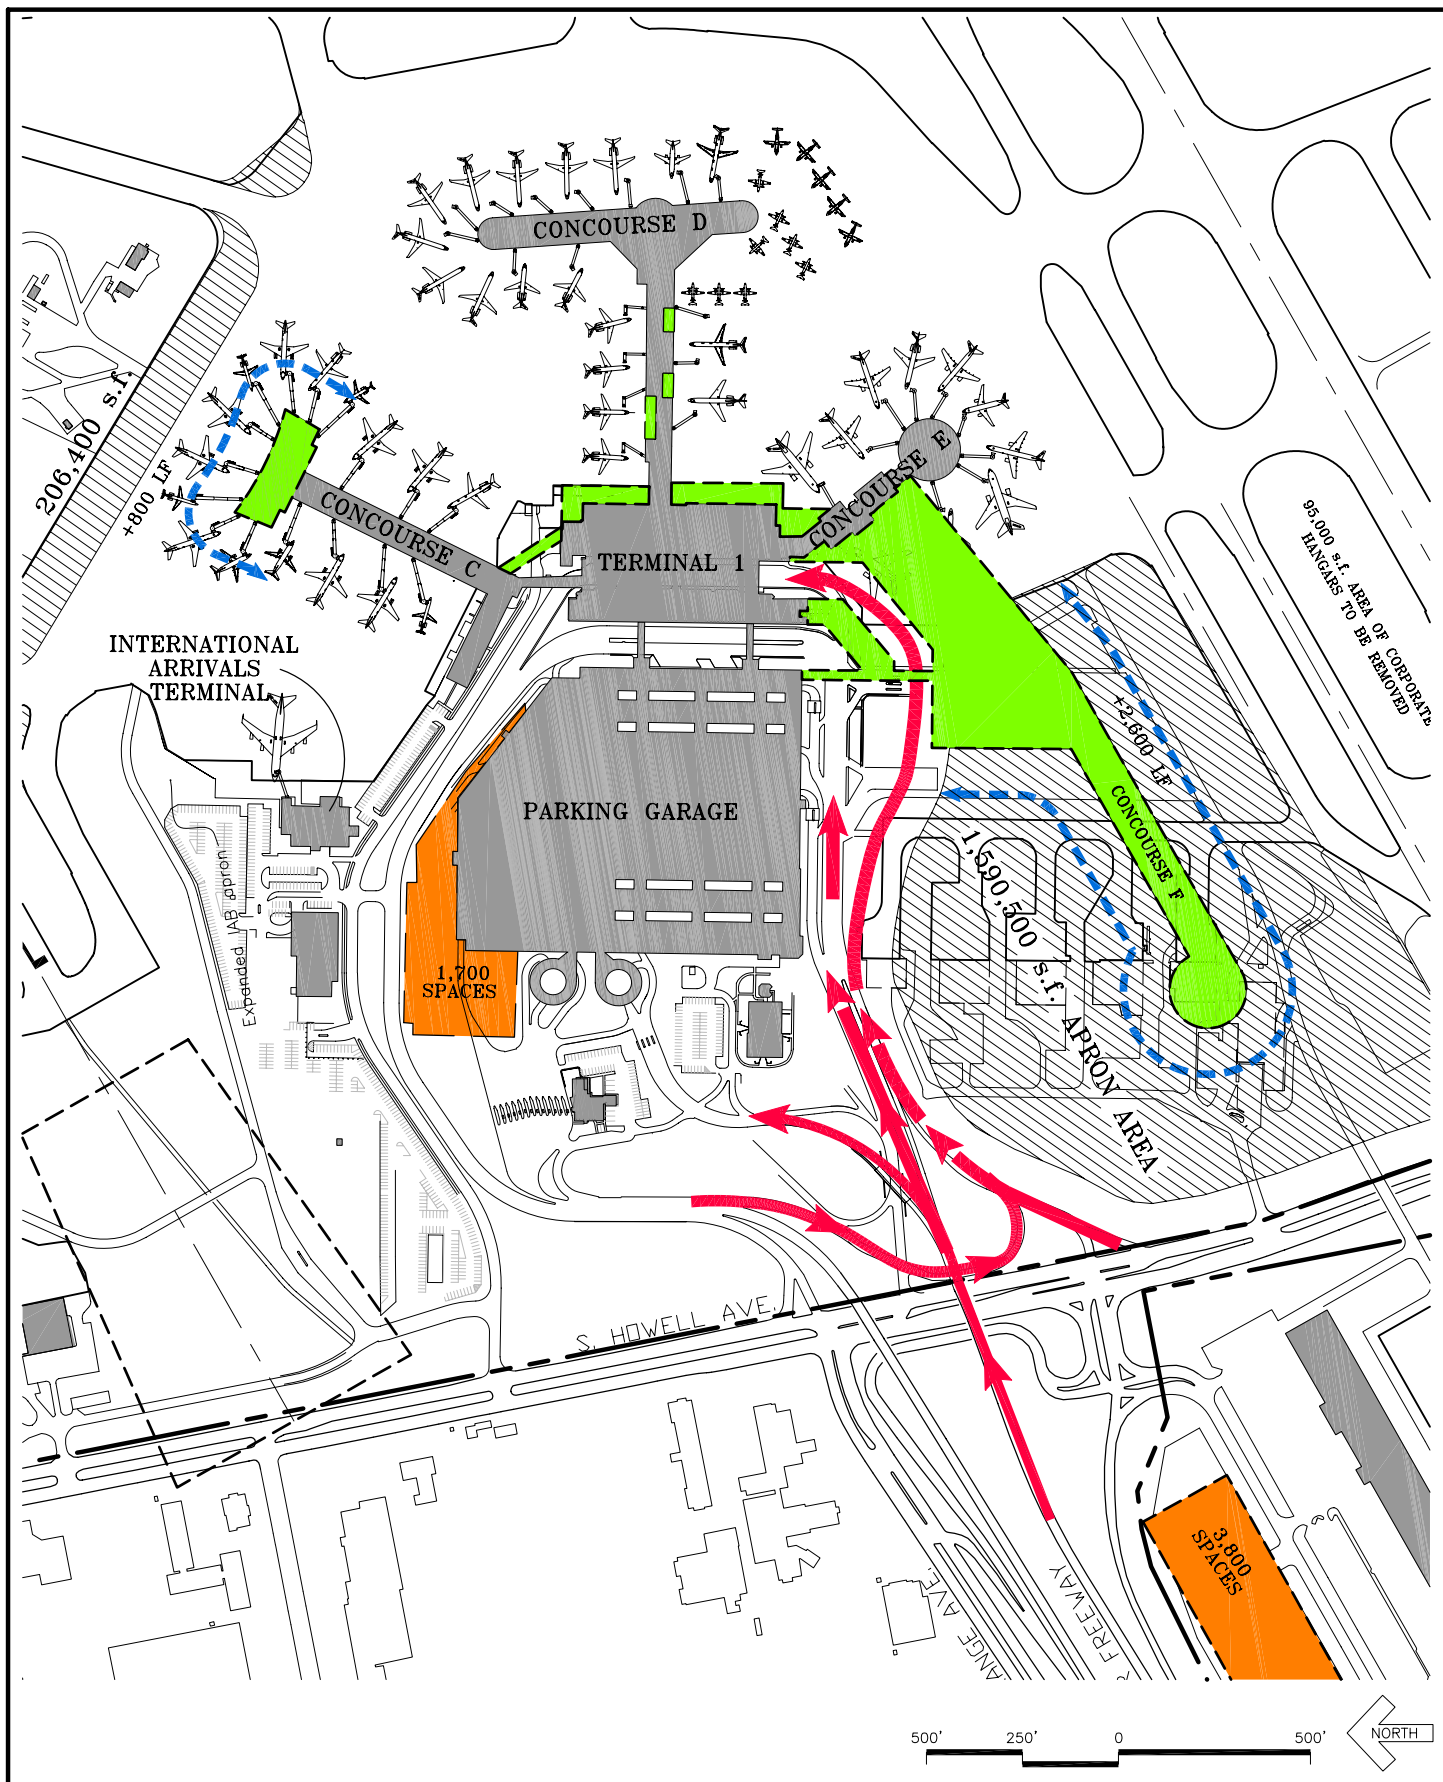 CONCOURSE D
206,400 s.f.
+800 LF
CONCOURSE C
CONCOURSE E
TERMINAL 1
95,000 s.f. AREA OF CORPORATE
HANGARS TO BE REMOVED
INTERNATIONAL
ARRIVALS
TERMINAL
+2,600 LF
PARKING GARAGE
CONCOURSE F
Expanded IAB apron
1,700
SPACES
1,590,500 s.f. APRON AREA
S. HOWELL AVE.
3,800
SPACES
ANGE AVE.
R FREEWAY
500' 250' 0 500'
NORTH